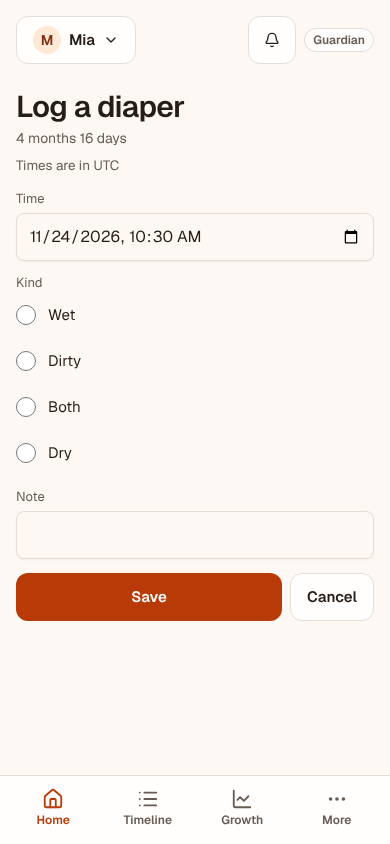 M Mia
Guardian
Log a diaper
4 months 16 days
Times are in UTC
Time
11/24/2026, 10:30 AM
Kind
Wet
Dirty
Both
Dry
Note
Save
Cancel
Home
Timeline
Growth
More